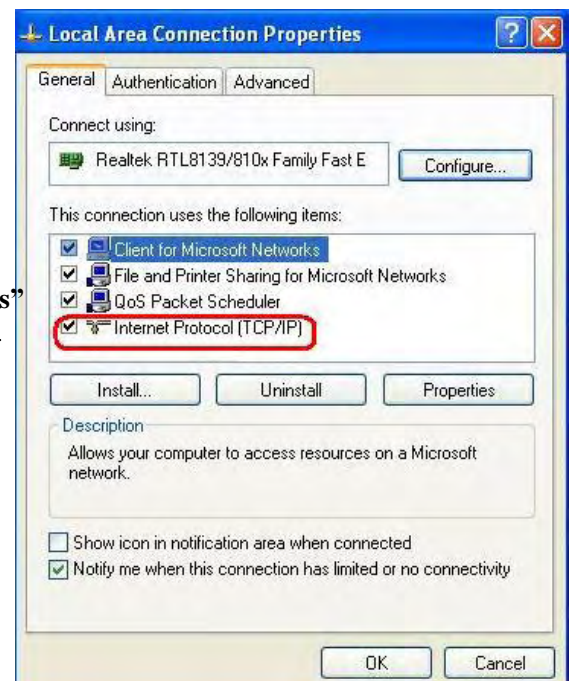 Local Area Connection Properties
General Authentication Advanced
Connect using:
Realtek RTL8139/810x Family Fast E Configure...
This connection uses the following items:
Client for Microsoft Networks
File and Printer Sharing for Microsoft Networks
s”
QoS Packet Scheduler
Internet Protocol (TCP/IP)
Install... Uninstall Properties
Description
Allows your computer to access resources on a Microsoft
network.
Show icon in notification area when connected
Notify me when this connection has limited or no connectivity
OK Cancel